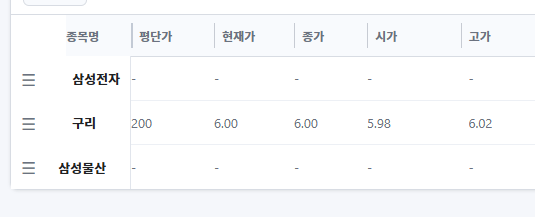 종목명 평단가 현재가 종가 시가 고가
삼성전자 - - - - -
구리 200 6.00 6.00 5.98 6.02
삼성물산 - - - - -